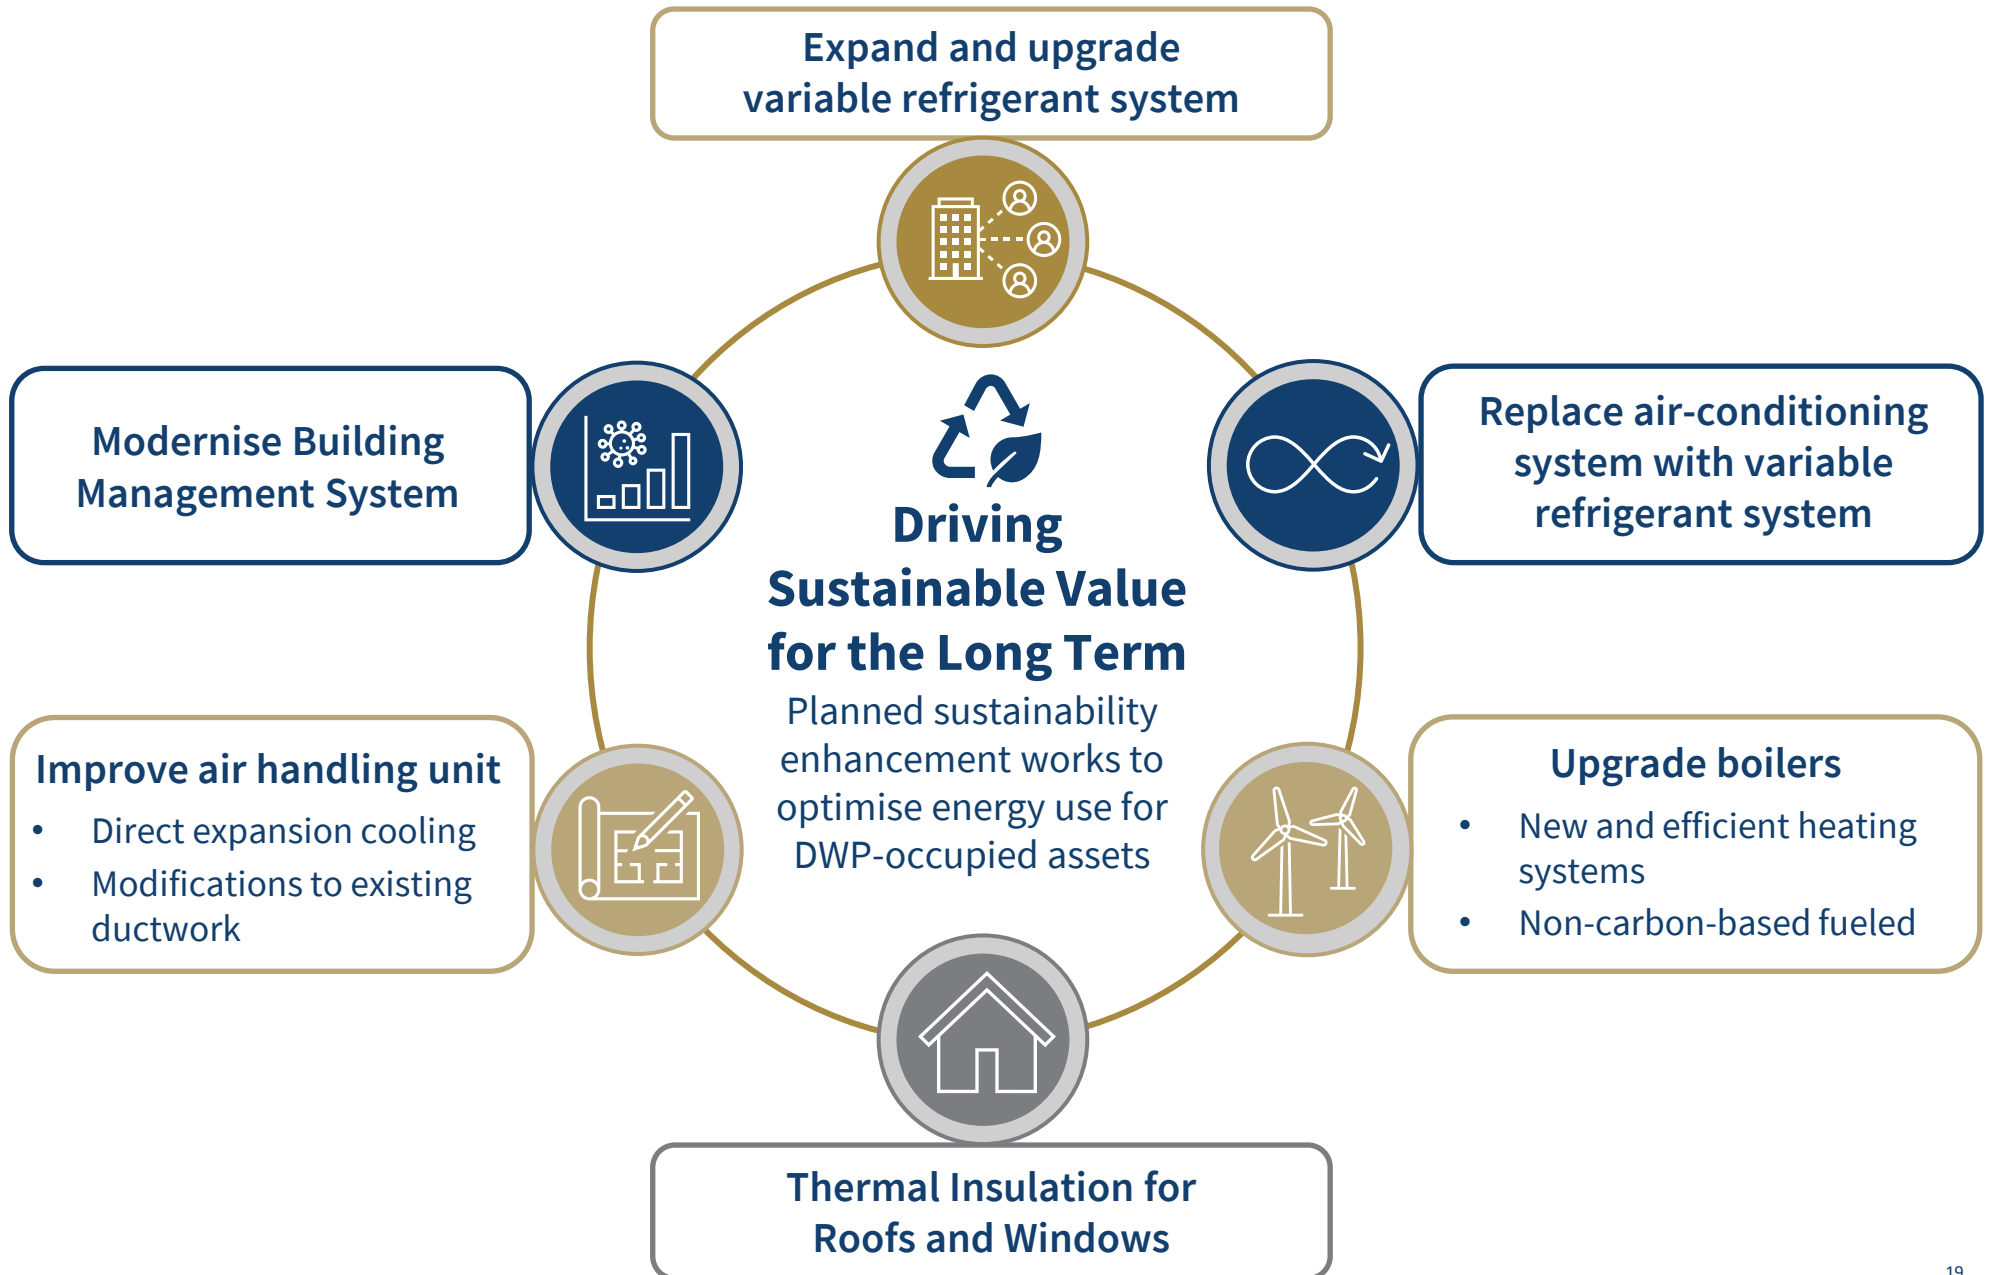 Expand and upgrade
variable refrigerant system
Modernise Building
Management System
Replace air-conditioning
system with variable
refrigerant system
Driving
Sustainable Value
for the Long Term
Planned sustainability
enhancement works to
optimise energy use for
DWP-occupied assets
Improve air handling unit
• Direct expansion cooling
• Modifications to existing
ductwork
Upgrade boilers
• New and efficient heating
systems
• Non-carbon-based fueled
Thermal Insulation for
Roofs and Windows
19